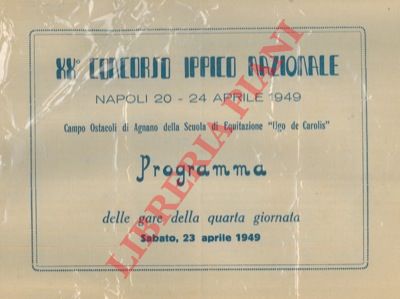 XX° CONCORSO IPPICO NAZIONALE
NAPOLI 20 - 24 APRILE 1949
Campo Ostacoli di Agnano della Scuola di Equitazione "Ugo de Carolis"
Programma
delle gare della quarta giornata
Sabato, 23 aprile 1949
LIBRERIA PIANI